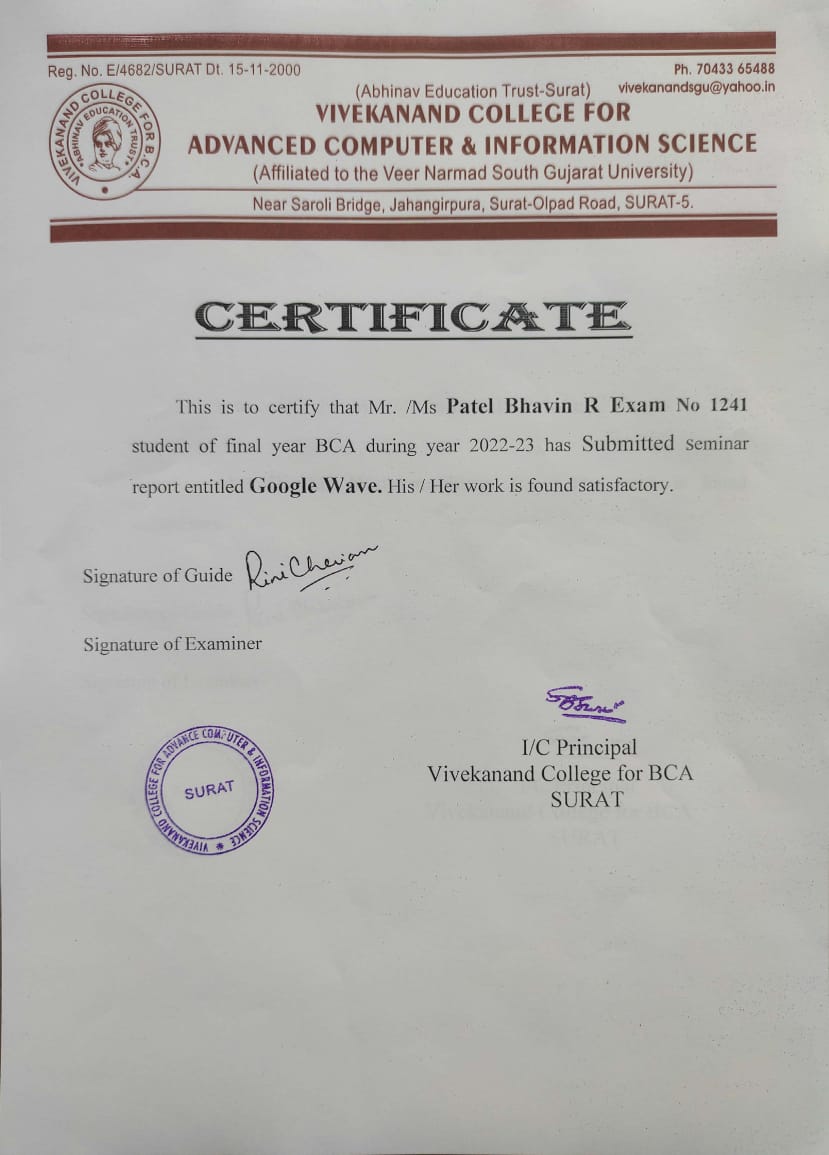 Reg. No. E/4682/SURAT Dt. 15-11-2000
Ph. 70433 65488
(Abhinav Education Trust-Surat)
vivekanandsgu@yahoo.in
VIVEKANAND COLLEGE FOR
ADVANCED COMPUTER & INFORMATION SCIENCE
(Affiliated to the Veer Narmad South Gujarat University)
Near Saroli Bridge, Jahangirpura, Surat-Olpad Road, SURAT-5.
VIVEKANAND COLLEGE FOR B.C.A.
ABHINAV EDUCATION TRUST
CERTIFICATE
This is to certify that Mr. /Ms Patel Bhavin R Exam No 1241
student of final year BCA during year 2022-23 has Submitted seminar
report entitled Google Wave. His / Her work is found satisfactory.
Signature of Guide
Signature of Examiner
I/C Principal
Vivekanand College for BCA
SURAT
VIVEKANAND COLLEGE FOR ADVANCE COMPUTER & INFORMATION SCIENCE
SURAT